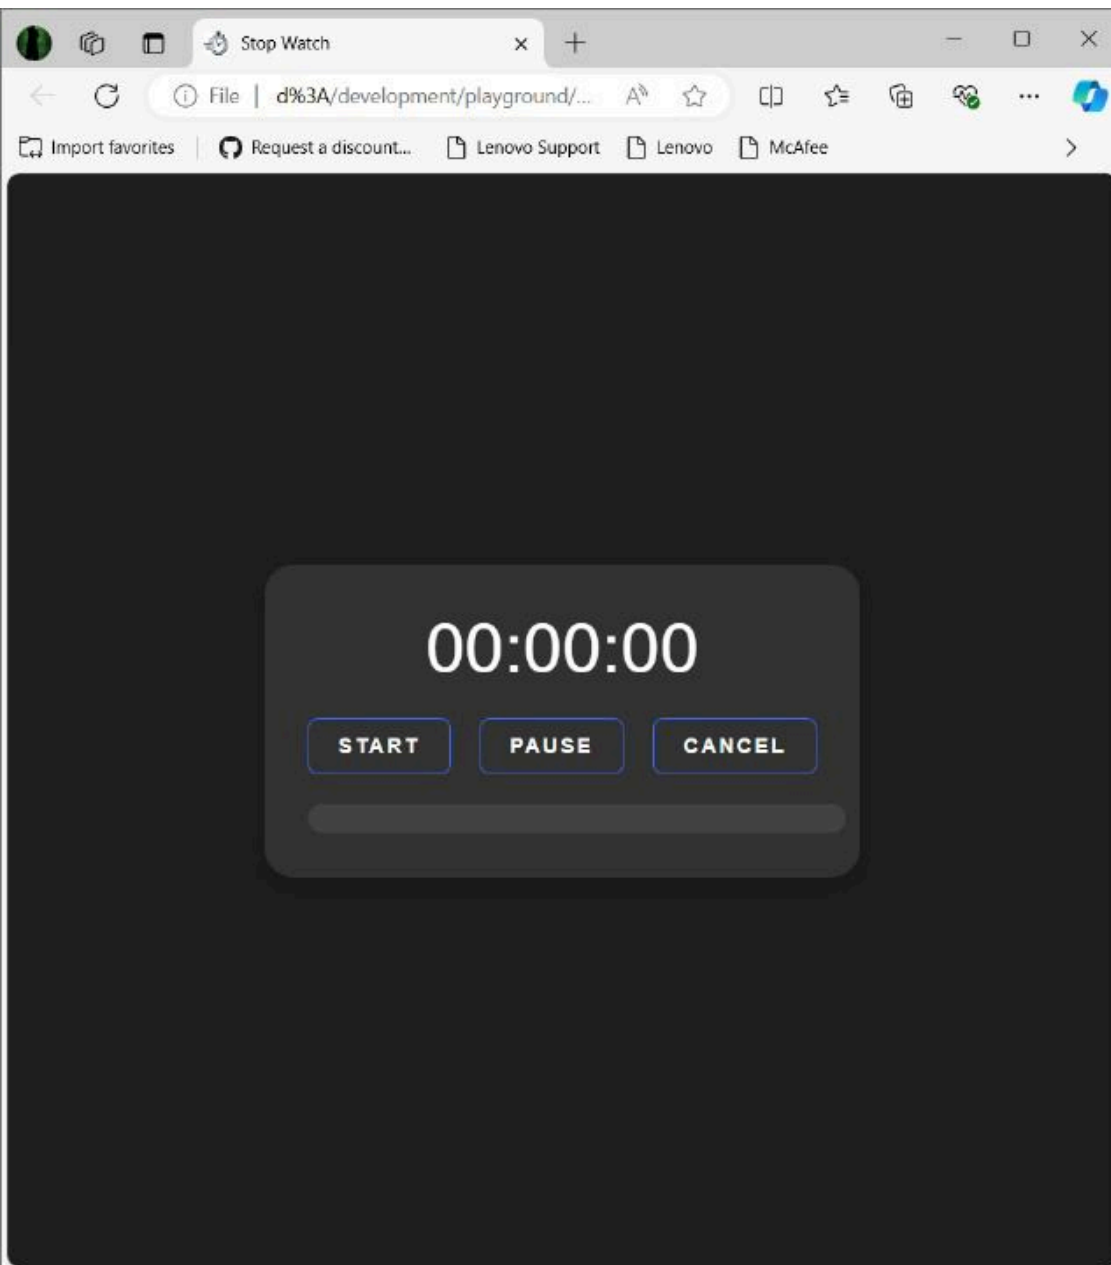 Stop Watch
File | d%3A/development/playground/...
Import favorites
Request a discount...
Lenovo Support
Lenovo
McAfee
00:00:00
START
PAUSE
CANCEL